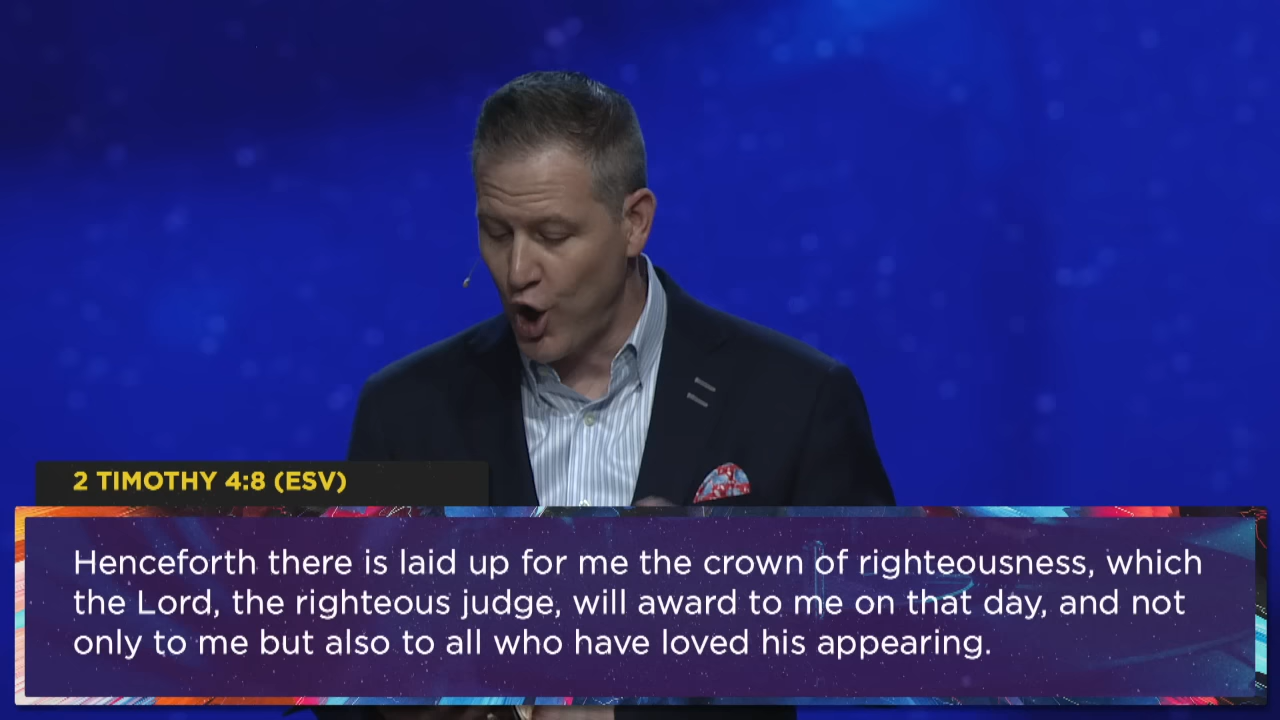 2 TIMOTHY 4:8 (ESV)
Henceforth there is laid up for me the crown of righteousness, which
the Lord, the righteous judge, will award to me on that day, and not
only to me but also to all who have loved his appearing.